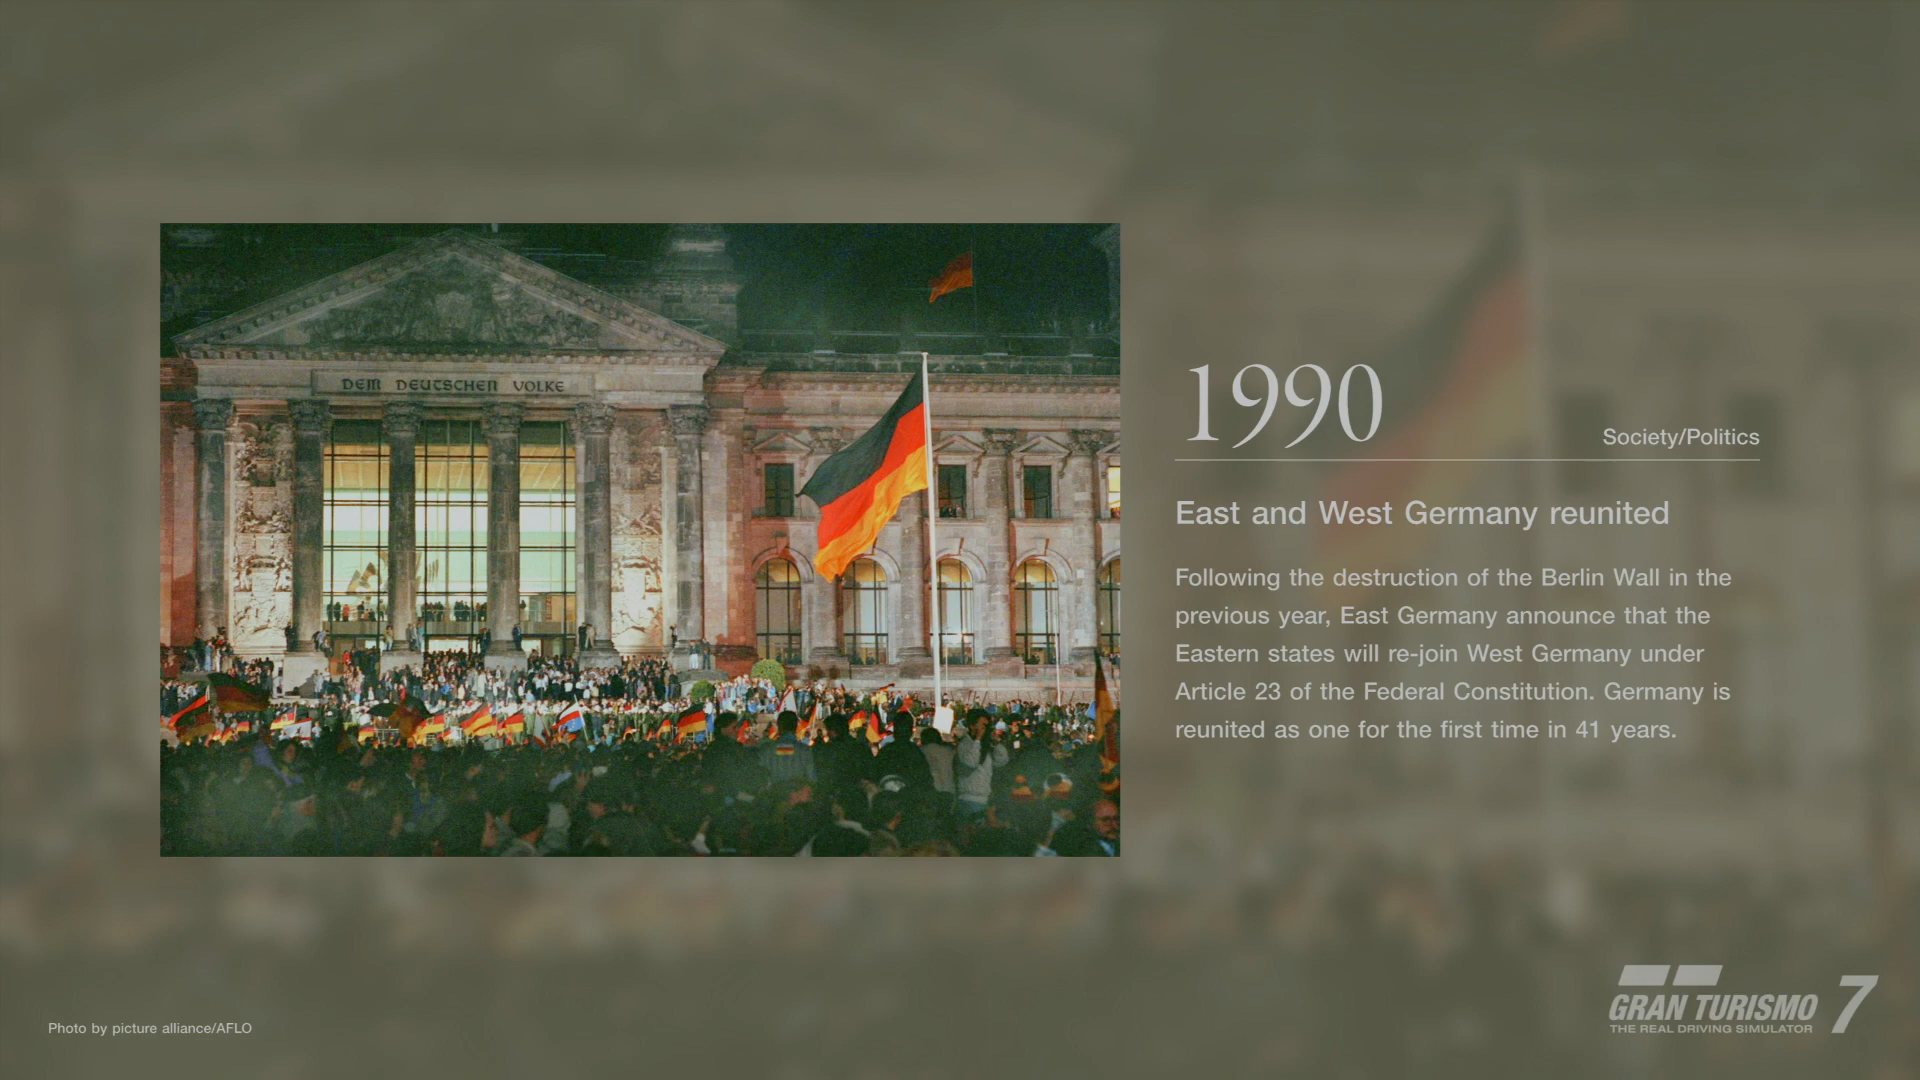 DEM DEUTSCHEN VOLKE
1990
Society/Politics
East and West Germany reunited
Following the destruction of the Berlin Wall in the
previous year, East Germany announce that the
Eastern states will re-join West Germany under
Article 23 of the Federal Constitution. Germany is
reunited as one for the first time in 41 years.
Photo by picture alliance/AFLO
GRAN TURISMO 7
THE REAL DRIVING SIMULATOR